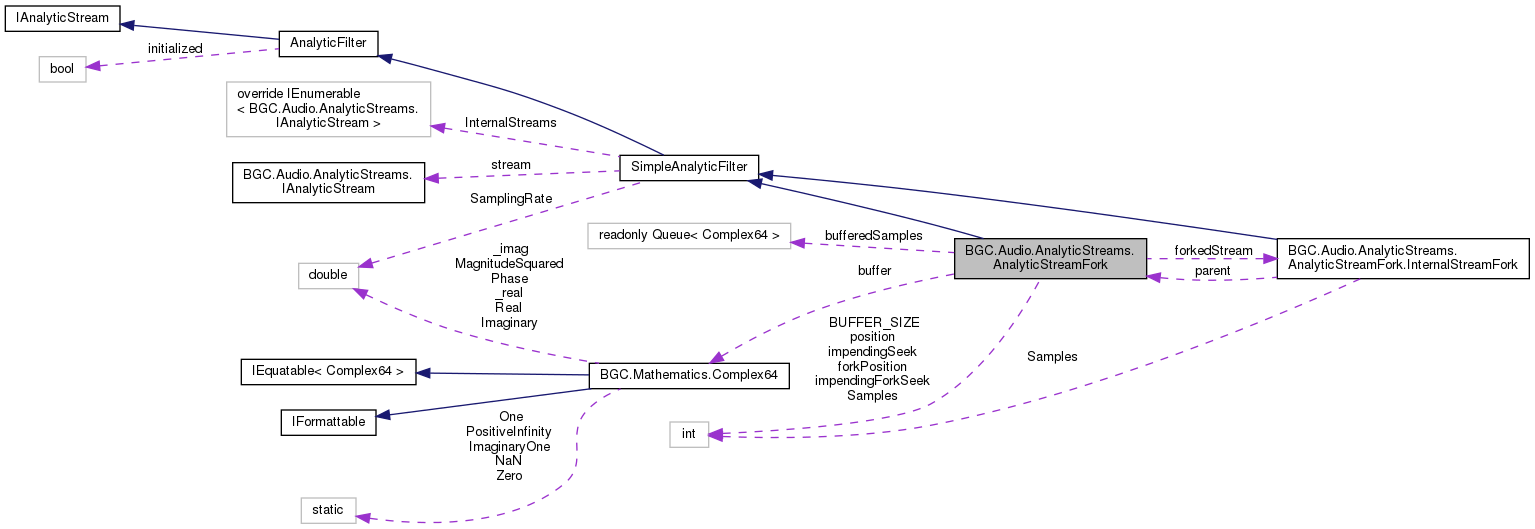 IAnalyticStream
AnalyticFilter
initialized
bool
override IEnumerable
< BGC.Audio.AnalyticStreams.
IAnalyticStream >
InternalStreams
SimpleAnalyticFilter
stream
BGC.Audio.AnalyticStreams.
IAnalyticStream
SamplingRate
readonly Queue< Complex64 >
bufferedSamples
BGC.Audio.AnalyticStreams.
AnalyticStreamFork
forkedStream
parent
BGC.Audio.AnalyticStreams.
AnalyticStreamFork.InternalStreamFork
double
_imag
MagnitudeSquared
Phase
_real
Real
Imaginary
buffer
BUFFER_SIZE
position
impendingSeek
forkPosition
impendingForkSeek
Samples
Samples
IEquatable< Complex64 >
BGC.Mathematics.Complex64
IFormattable
One
PositiveInfinity
ImaginaryOne
NaN
Zero
int
static